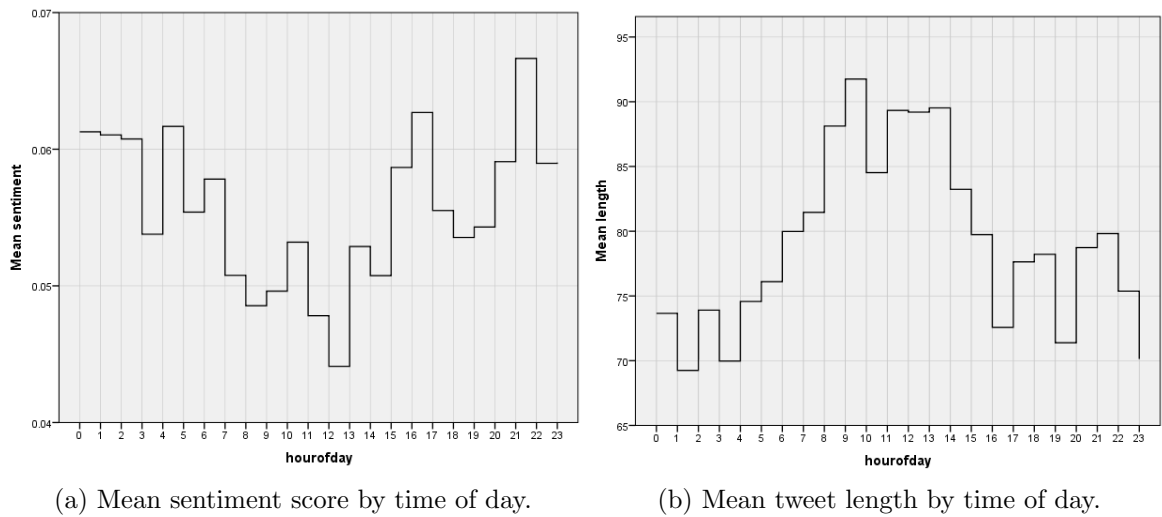 0.07
0.06
0.05
0.04
Mean sentiment
0 1 2 3 4 5 6 7 8 9 10 11 12 13 14 15 16 17 18 19 20 21 22 23
hourofday
(a) Mean sentiment score by time of day.
95
90
85
80
75
70
65
Mean length
0 1 2 3 4 5 6 7 8 9 10 11 12 13 14 15 16 17 18 19 20 21 22 23
hourofday
(b) Mean tweet length by time of day.